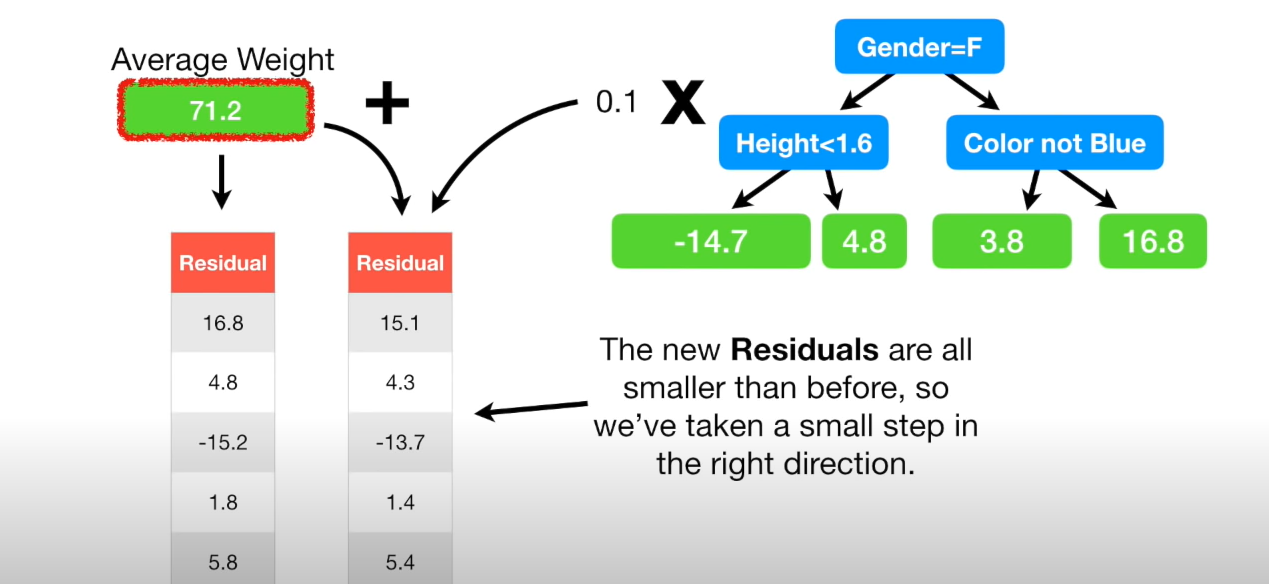 Average Weight
71.2
+
0.1
X
Gender=F
Height<1.6
Color not Blue
-14.7
4.8
3.8
16.8
Residual
16.8
4.8
-15.2
1.8
5.8
Residual
15.1
4.3
-13.7
1.4
5.4
The new Residuals are all
smaller than before, so
we’ve taken a small step in
the right direction.